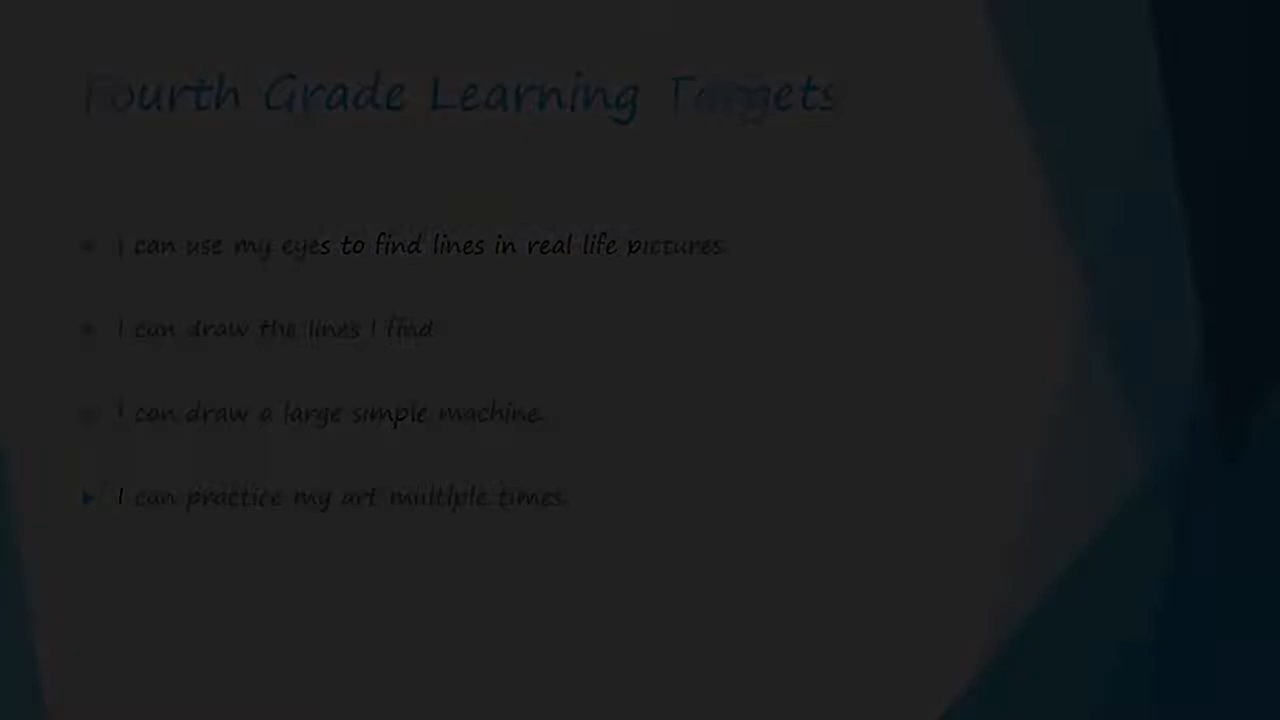 Fourth Grade Learning Targets
I can use my eyes to find lines in real life pictures.
I can draw the lines I find
I can draw a large simple machine.
I can practice my art multiple times.